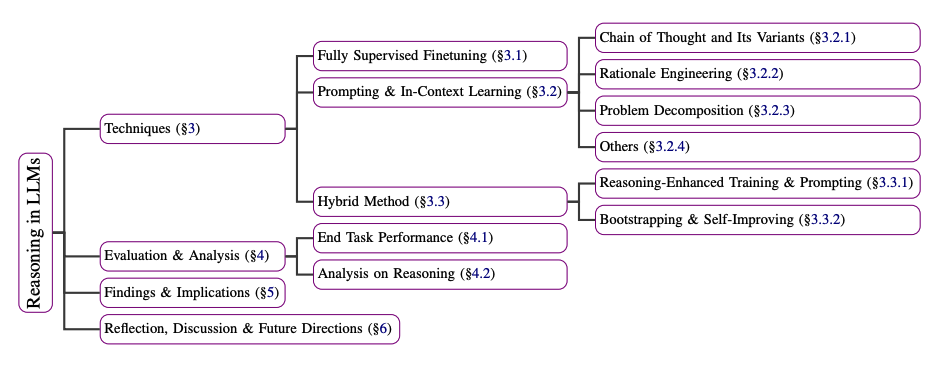 Reasoning in LLMs
Techniques (§3)
Fully Supervised Finetuning (§3.1)
Prompting & In-Context Learning (§3.2)
Chain of Thought and Its Variants (§3.2.1)
Rationale Engineering (§3.2.2)
Problem Decomposition (§3.2.3)
Others (§3.2.4)
Hybrid Method (§3.3)
Reasoning-Enhanced Training & Prompting (§3.3.1)
Bootstrapping & Self-Improving (§3.3.2)
Evaluation & Analysis (§4)
End Task Performance (§4.1)
Analysis on Reasoning (§4.2)
Findings & Implications (§5)
Reflection, Discussion & Future Directions (§6)